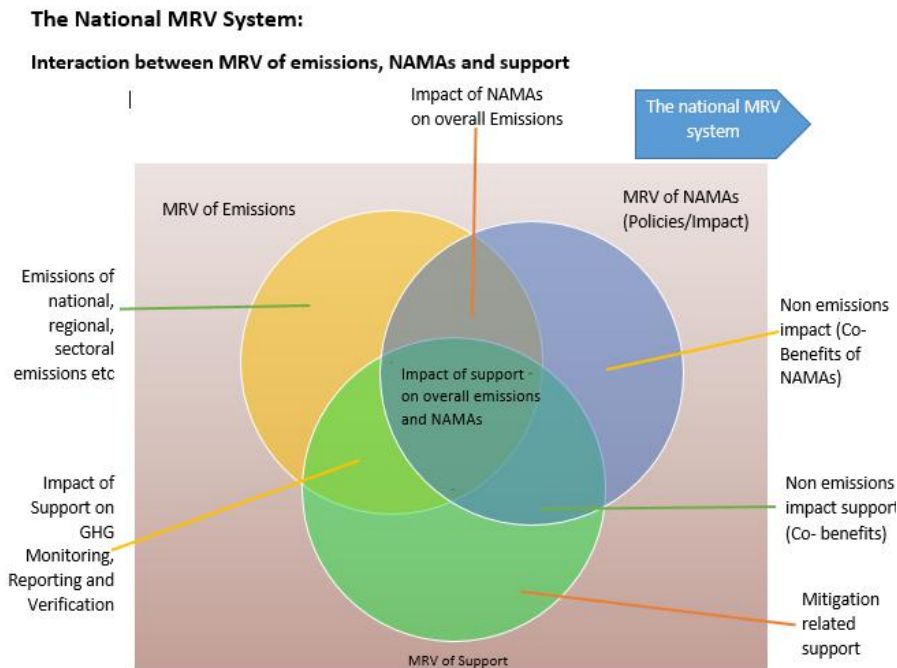 The National MRV System:
Interaction between MRV of emissions, NAMAs and support
Impact of NAMAs
on overall Emissions
The national MRV
system
MRV of Emissions
MRV of NAMAs
(Policies/Impact)
Emissions of
national,
regional,
sectoral
emissions etc
Non emissions
impact (Co-
Benefits of
NAMAs)
Impact of support -
on overall emissions
and NAMAs
Impact of
Support on
GHG
Monitoring,
Reporting and
Verification
Non emissions
impact support
(Co- benefits)
Mitigation
related
support
MRV of Support